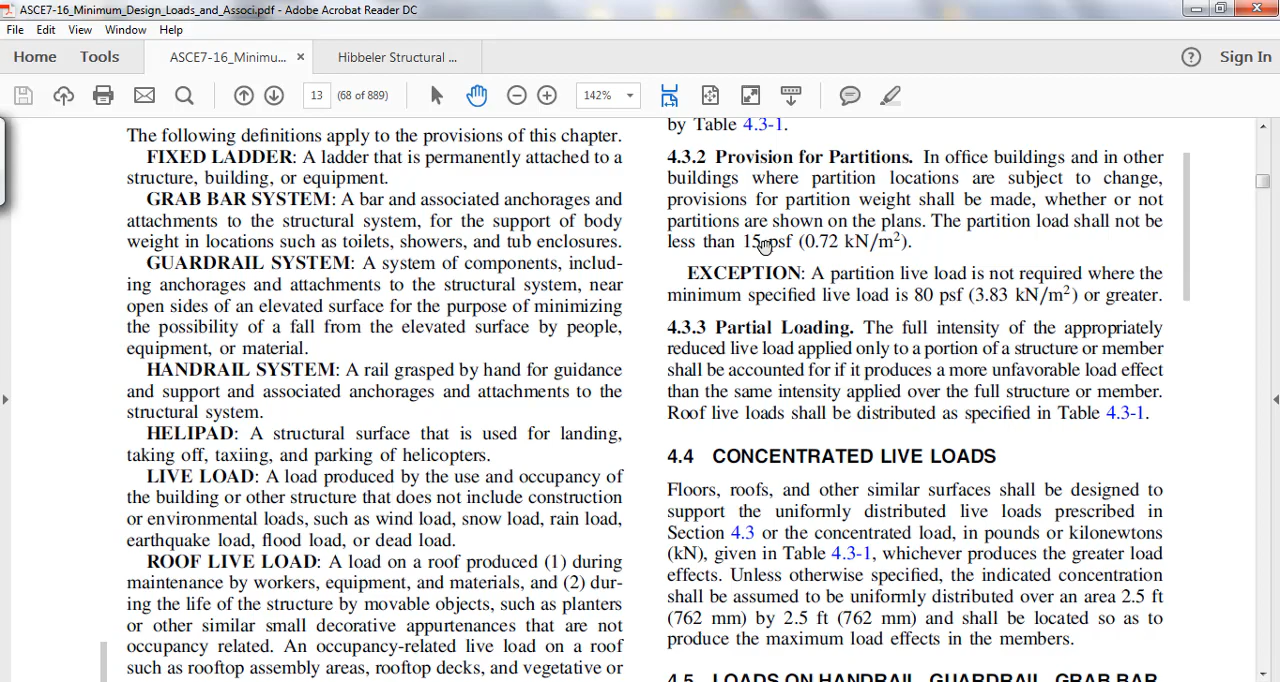 ASCE7-16_Minimum_Design_Loads_and_Associ.pdf - Adobe Acrobat Reader DC
File Edit View Window Help
Home Tools ASCE7-16_Minimu... × Hibbeler Structural ... Sign In
13 (68 of 889) 142%
The following definitions apply to the provisions of this chapter.
FIXED LADDER: A ladder that is permanently attached to a
structure, building, or equipment.
GRAB BAR SYSTEM: A bar and associated anchorages and
attachments to the structural system, for the support of body
weight in locations such as toilets, showers, and tub enclosures.
GUARDRAIL SYSTEM: A system of components, includ-
ing anchorages and attachments to the structural system, near
open sides of an elevated surface for the purpose of minimizing
the possibility of a fall from the elevated surface by people,
equipment, or material.
HANDRAIL SYSTEM: A rail grasped by hand for guidance
and support and associated anchorages and attachments to the
structural system.
HELIPAD: A structural surface that is used for landing,
taking off, taxiing, and parking of helicopters.
LIVE LOAD: A load produced by the use and occupancy of
the building or other structure that does not include construction
or environmental loads, such as wind load, snow load, rain load,
earthquake load, flood load, or dead load.
ROOF LIVE LOAD: A load on a roof produced (1) during
maintenance by workers, equipment, and materials, and (2) dur-
ing the life of the structure by movable objects, such as planters
or other similar small decorative appurtenances that are not
occupancy related. An occupancy-related live load on a roof
such as rooftop assembly areas, rooftop decks, and vegetative or
by Table 4.3-1.
4.3.2 Provision for Partitions. In office buildings and in other
buildings where partition locations are subject to change,
provisions for partition weight shall be made, whether or not
partitions are shown on the plans. The partition load shall not be
less than 15 psf (0.72 kN/m²).
EXCEPTION: A partition live load is not required where the
minimum specified live load is 80 psf (3.83 kN/m²) or greater.
4.3.3 Partial Loading. The full intensity of the appropriately
reduced live load applied only to a portion of a structure or member
shall be accounted for if it produces a more unfavorable load effect
than the same intensity applied over the full structure or member.
Roof live loads shall be distributed as specified in Table 4.3-1.
4.4 CONCENTRATED LIVE LOADS
Floors, roofs, and other similar surfaces shall be designed to
support the uniformly distributed live loads prescribed in
Section 4.3 or the concentrated load, in pounds or kilonewtons
(kN), given in Table 4.3-1, whichever produces the greater load
effects. Unless otherwise specified, the indicated concentration
shall be assumed to be uniformly distributed over an area 2.5 ft
(762 mm) by 2.5 ft (762 mm) and shall be located so as to
produce the maximum load effects in the members.
4.5 LOADS ON HANDRAIL, GUARDRAIL, GRAB BAR